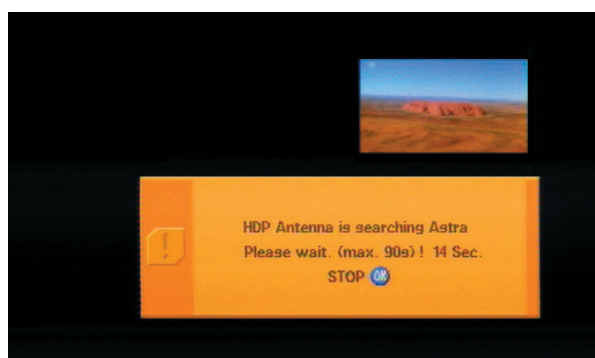 HDP Antenna is searching Astra
Please wait. (max. 90s) ! 14 Sec.
STOP OK